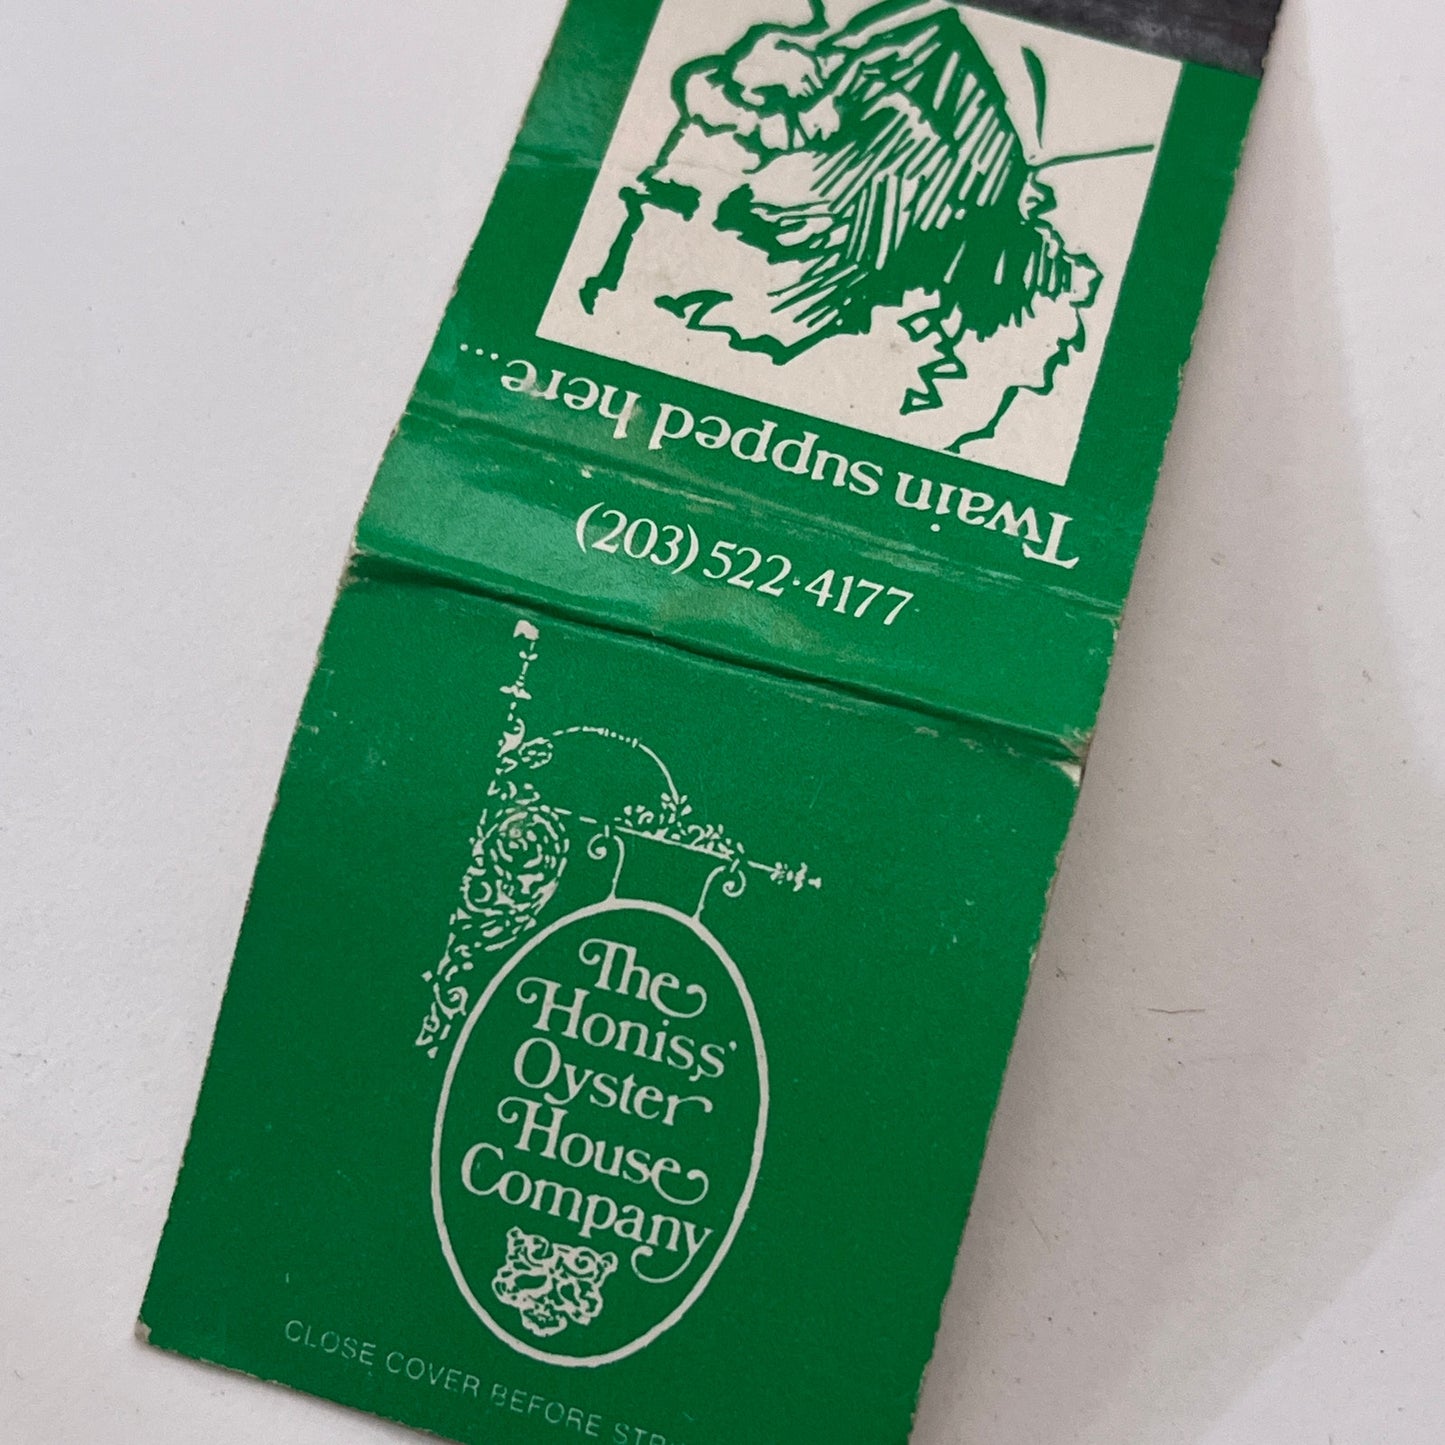 Twain supped here...
(203) 522-4177
The
Honiss'
Oyster
House
Company
CLOSE COVER BEFORE